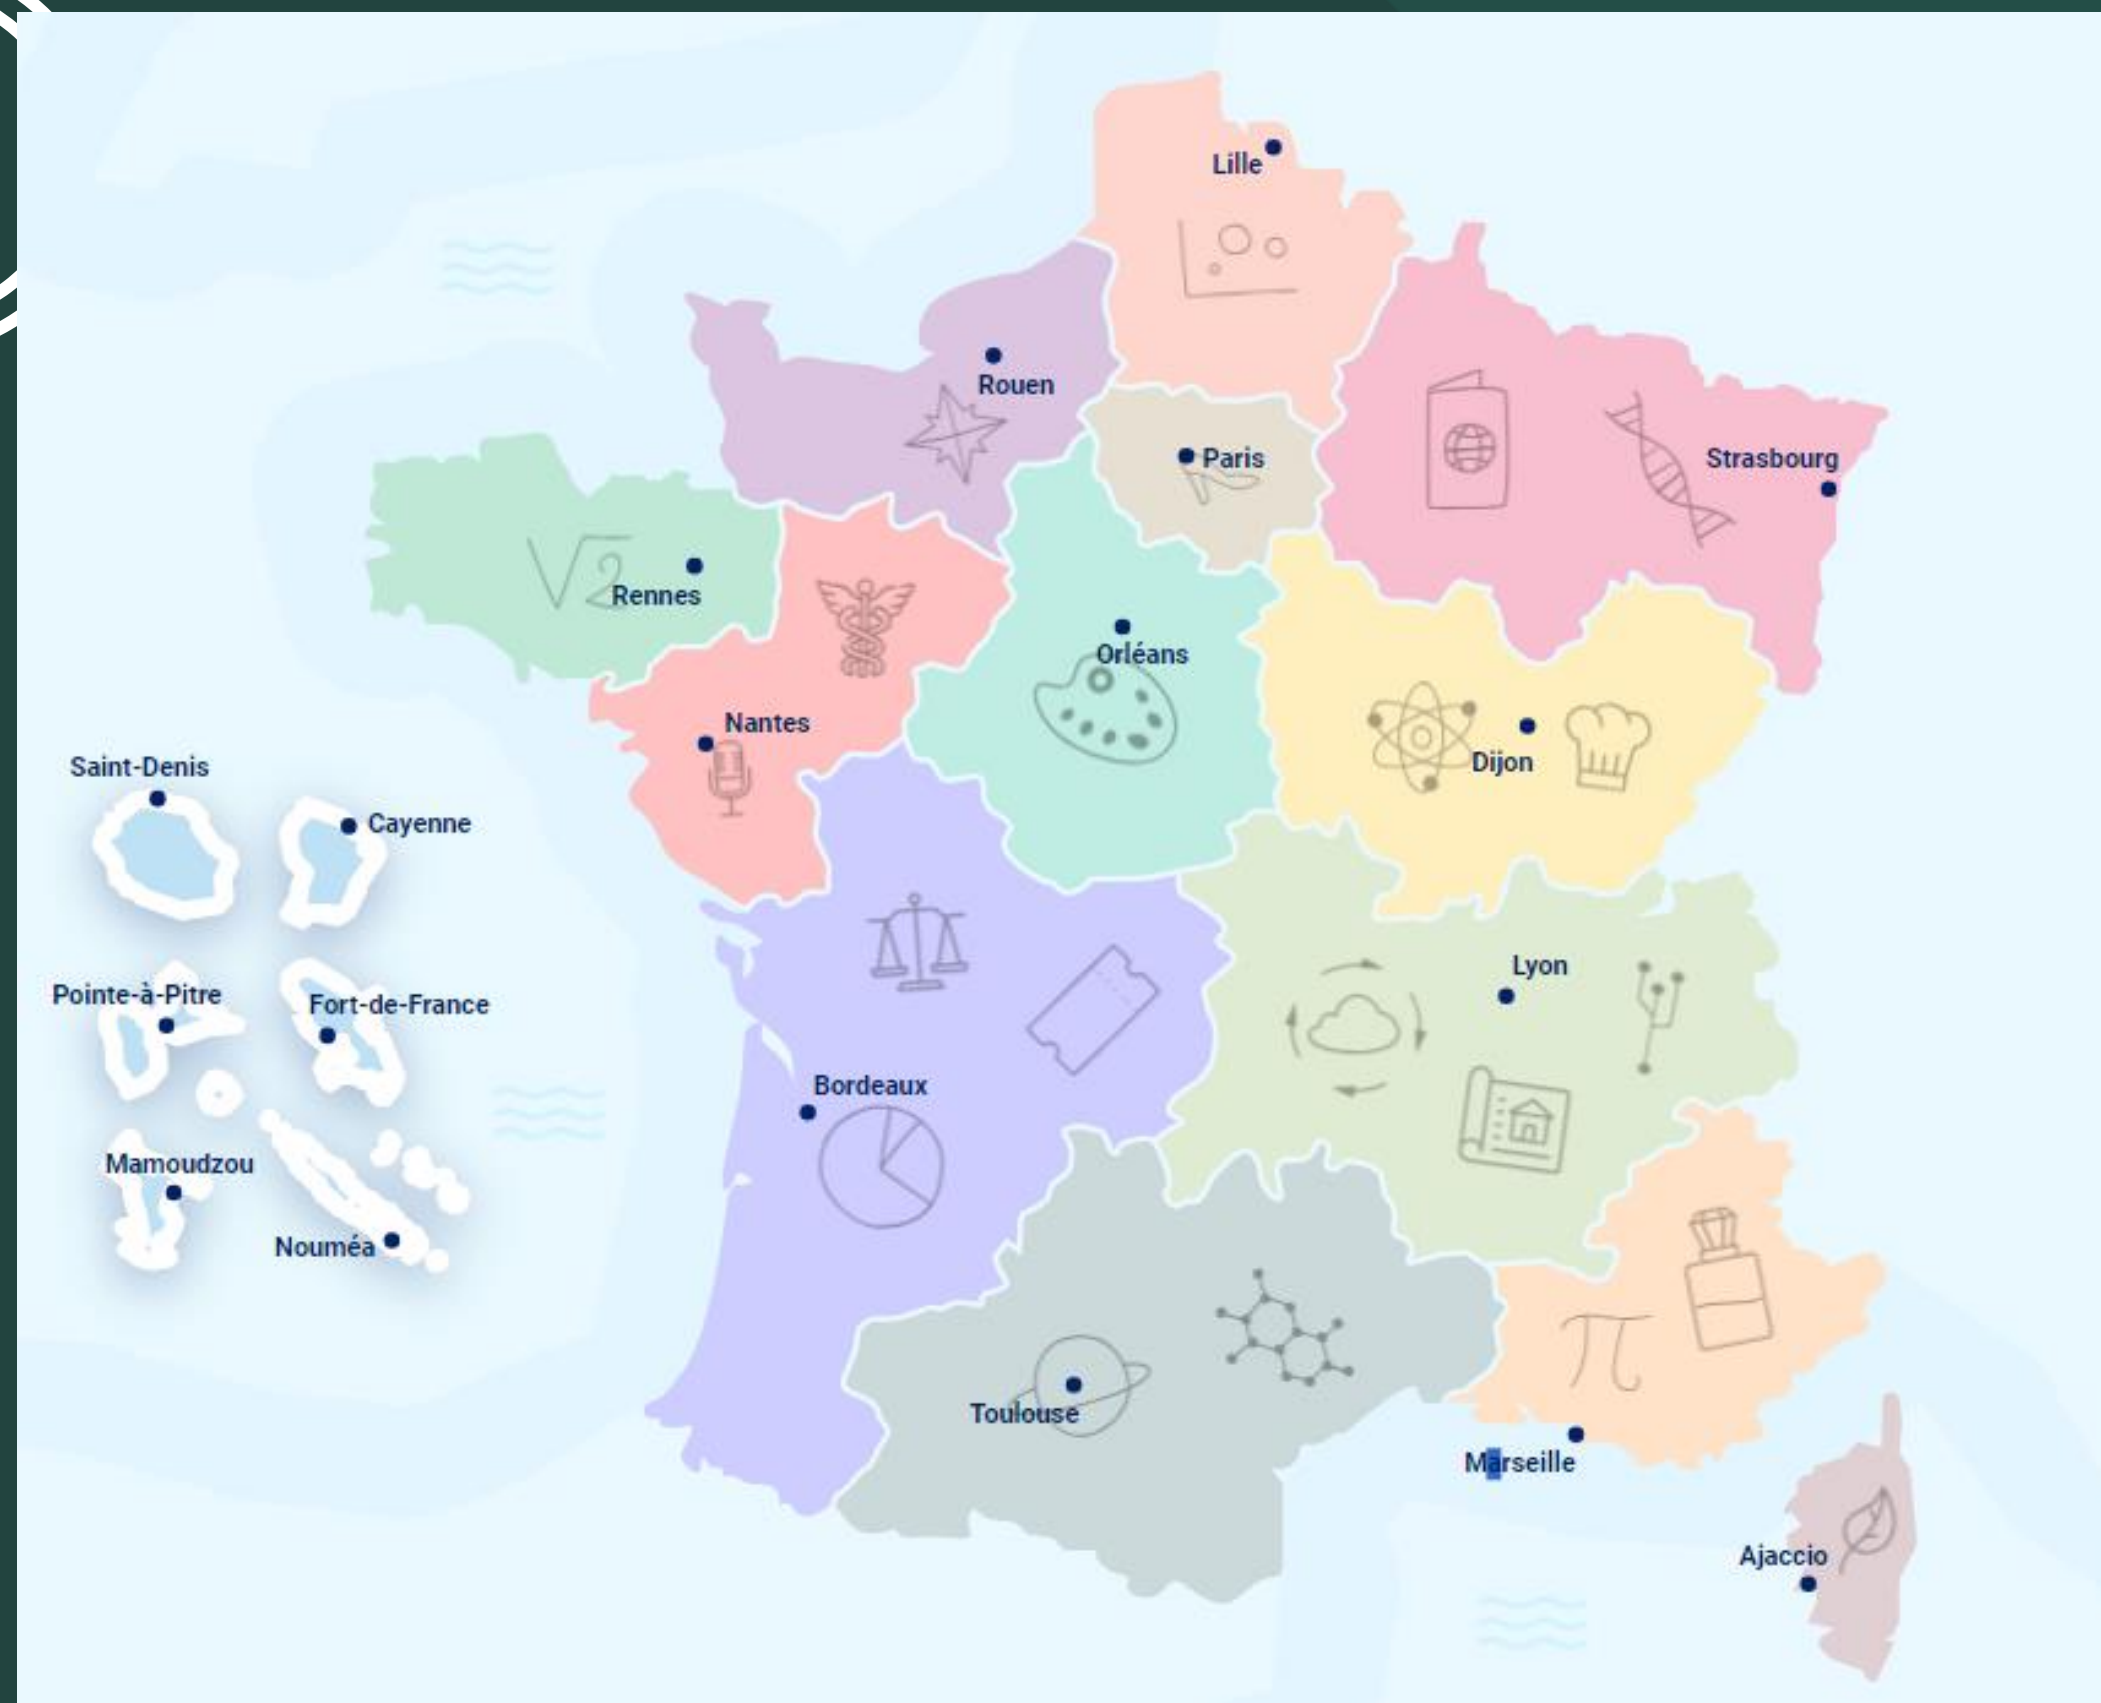 Lille
Rouen
Paris
Strasbourg
√2
Rennes
Orléans
Nantes
Dijon
Saint-Denis
Cayenne
Lyon
Pointe-à-Pitre
Fort-de-France
Bordeaux
Mamoudzou
Nouméa
π
Toulouse
Marseille
Ajaccio